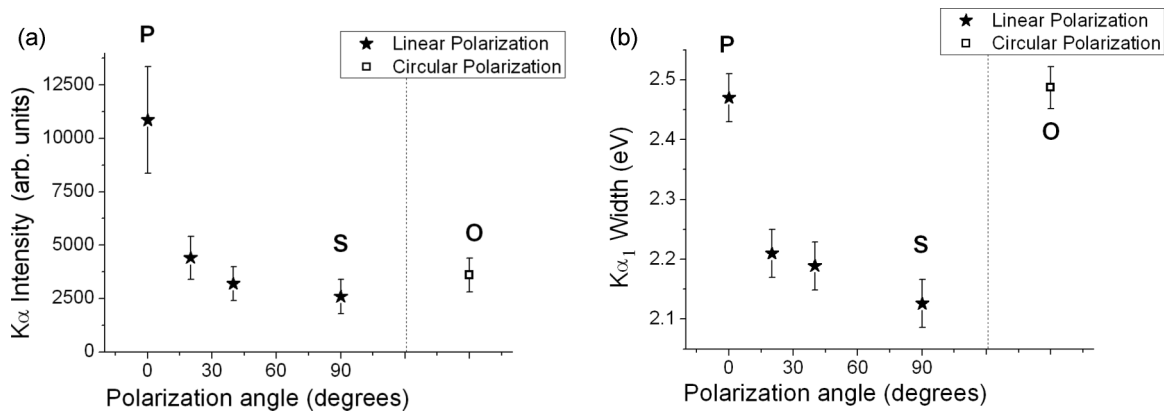 (a)
P
Linear Polarization
Circular Polarization
12500
10000
7500
5000
2500
0
S
O
0 30 60 90
Kα Intensity (arb. units)
Polarization angle (degrees)
(b)
P
Linear Polarization
Circular Polarization
2.5
2.4
2.3
2.2
2.1
S
O
0 30 60 90
Kα₁ Width (eV)
Polarization angle (degrees)